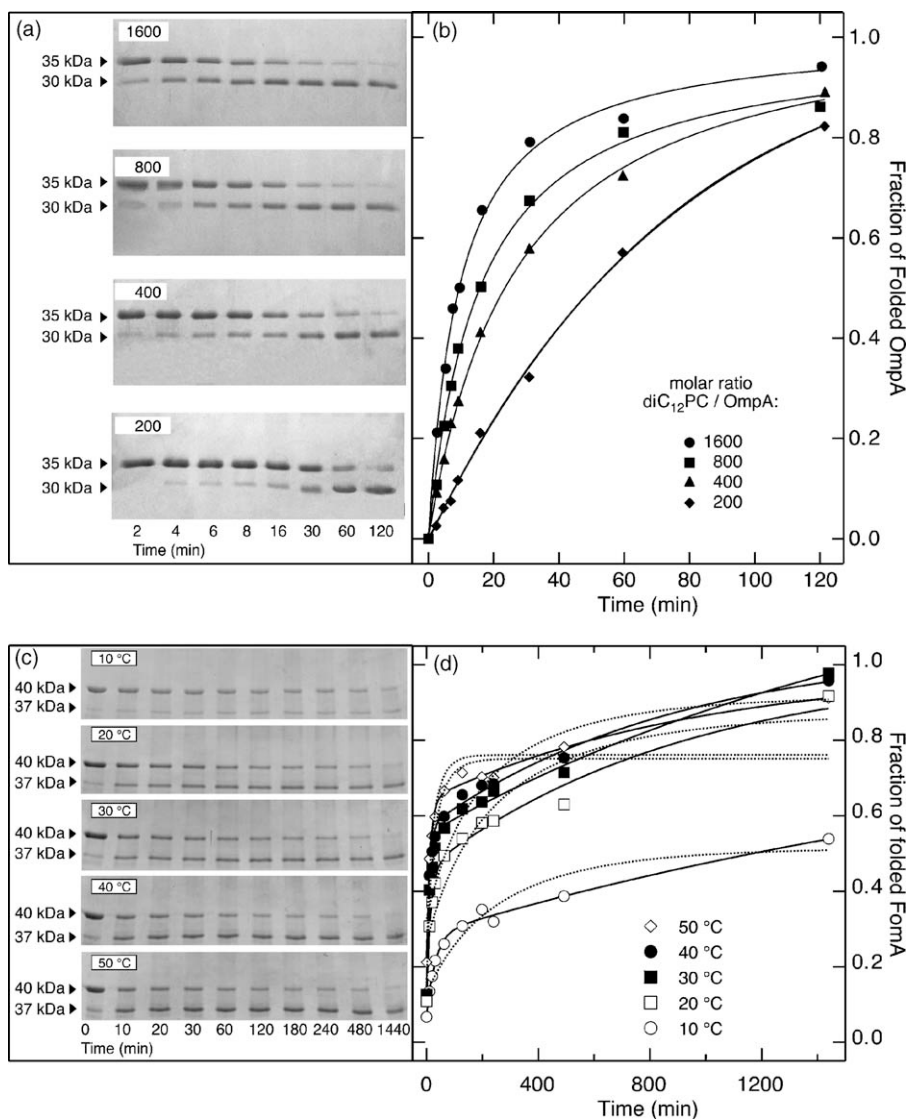 (a)
1600
35 kDa ►
30 kDa ►
800
35 kDa ►
30 kDa ►
400
35 kDa ►
30 kDa ►
200
35 kDa ►
30 kDa ►
2 4 6 8 16 30 60 120
Time (min)
(b)
1.0
0.8
0.6
0.4
0.2
0.0
Fraction of Folded OmpA
molar ratio
diC₁₂PC / OmpA:
● 1600
■ 800
▲ 400
◆ 200
0 20 40 60 80 100 120
Time (min)
(c)
10 °C
40 kDa ►
37 kDa ►
20 °C
40 kDa ►
37 kDa ►
30 °C
40 kDa ►
37 kDa ►
40 °C
40 kDa ►
37 kDa ►
50 °C
40 kDa ►
37 kDa ►
0 10 20 30 60 120 180 240 480 1440
Time (min)
(d)
1.0
0.8
0.6
0.4
0.2
0.0
Fraction of folded FomA
◇ 50 °C
● 40 °C
■ 30 °C
□ 20 °C
○ 10 °C
0 400 800 1200
Time (min)